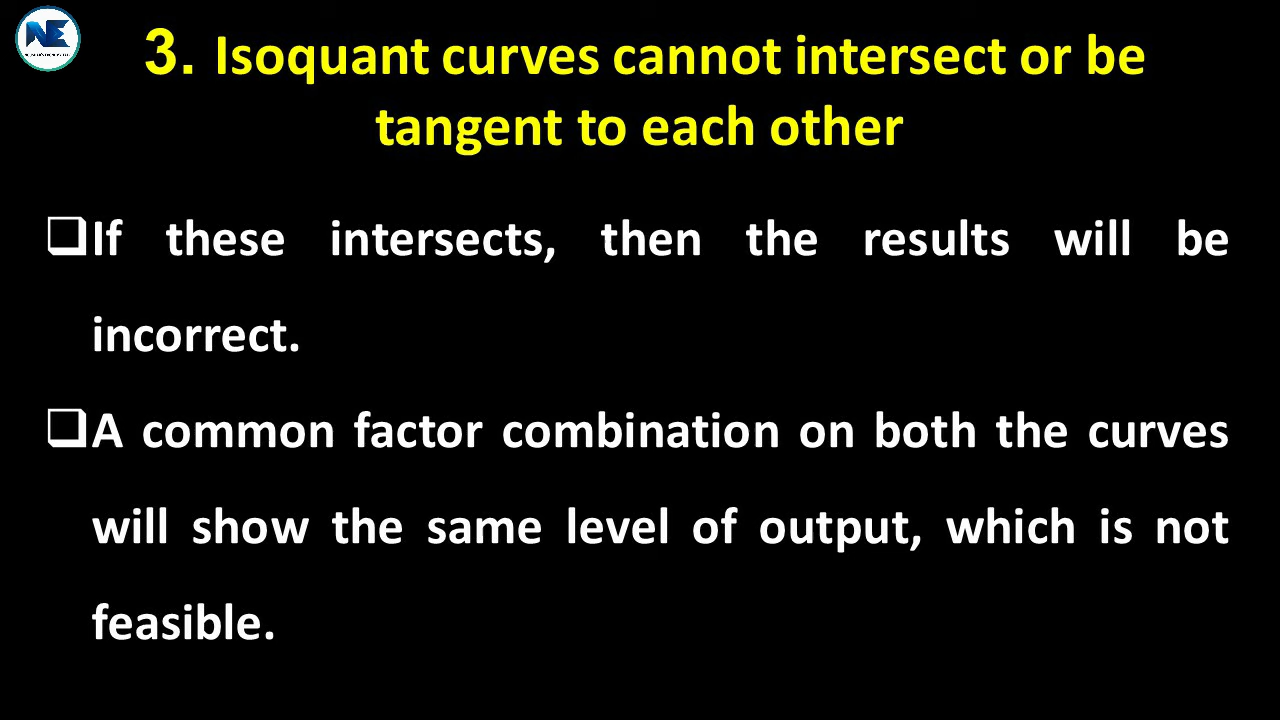 NE
3. Isoquant curves cannot intersect or be
tangent to each other
❑If these intersects, then the results will be
incorrect.
❑A common factor combination on both the curves
will show the same level of output, which is not
feasible.